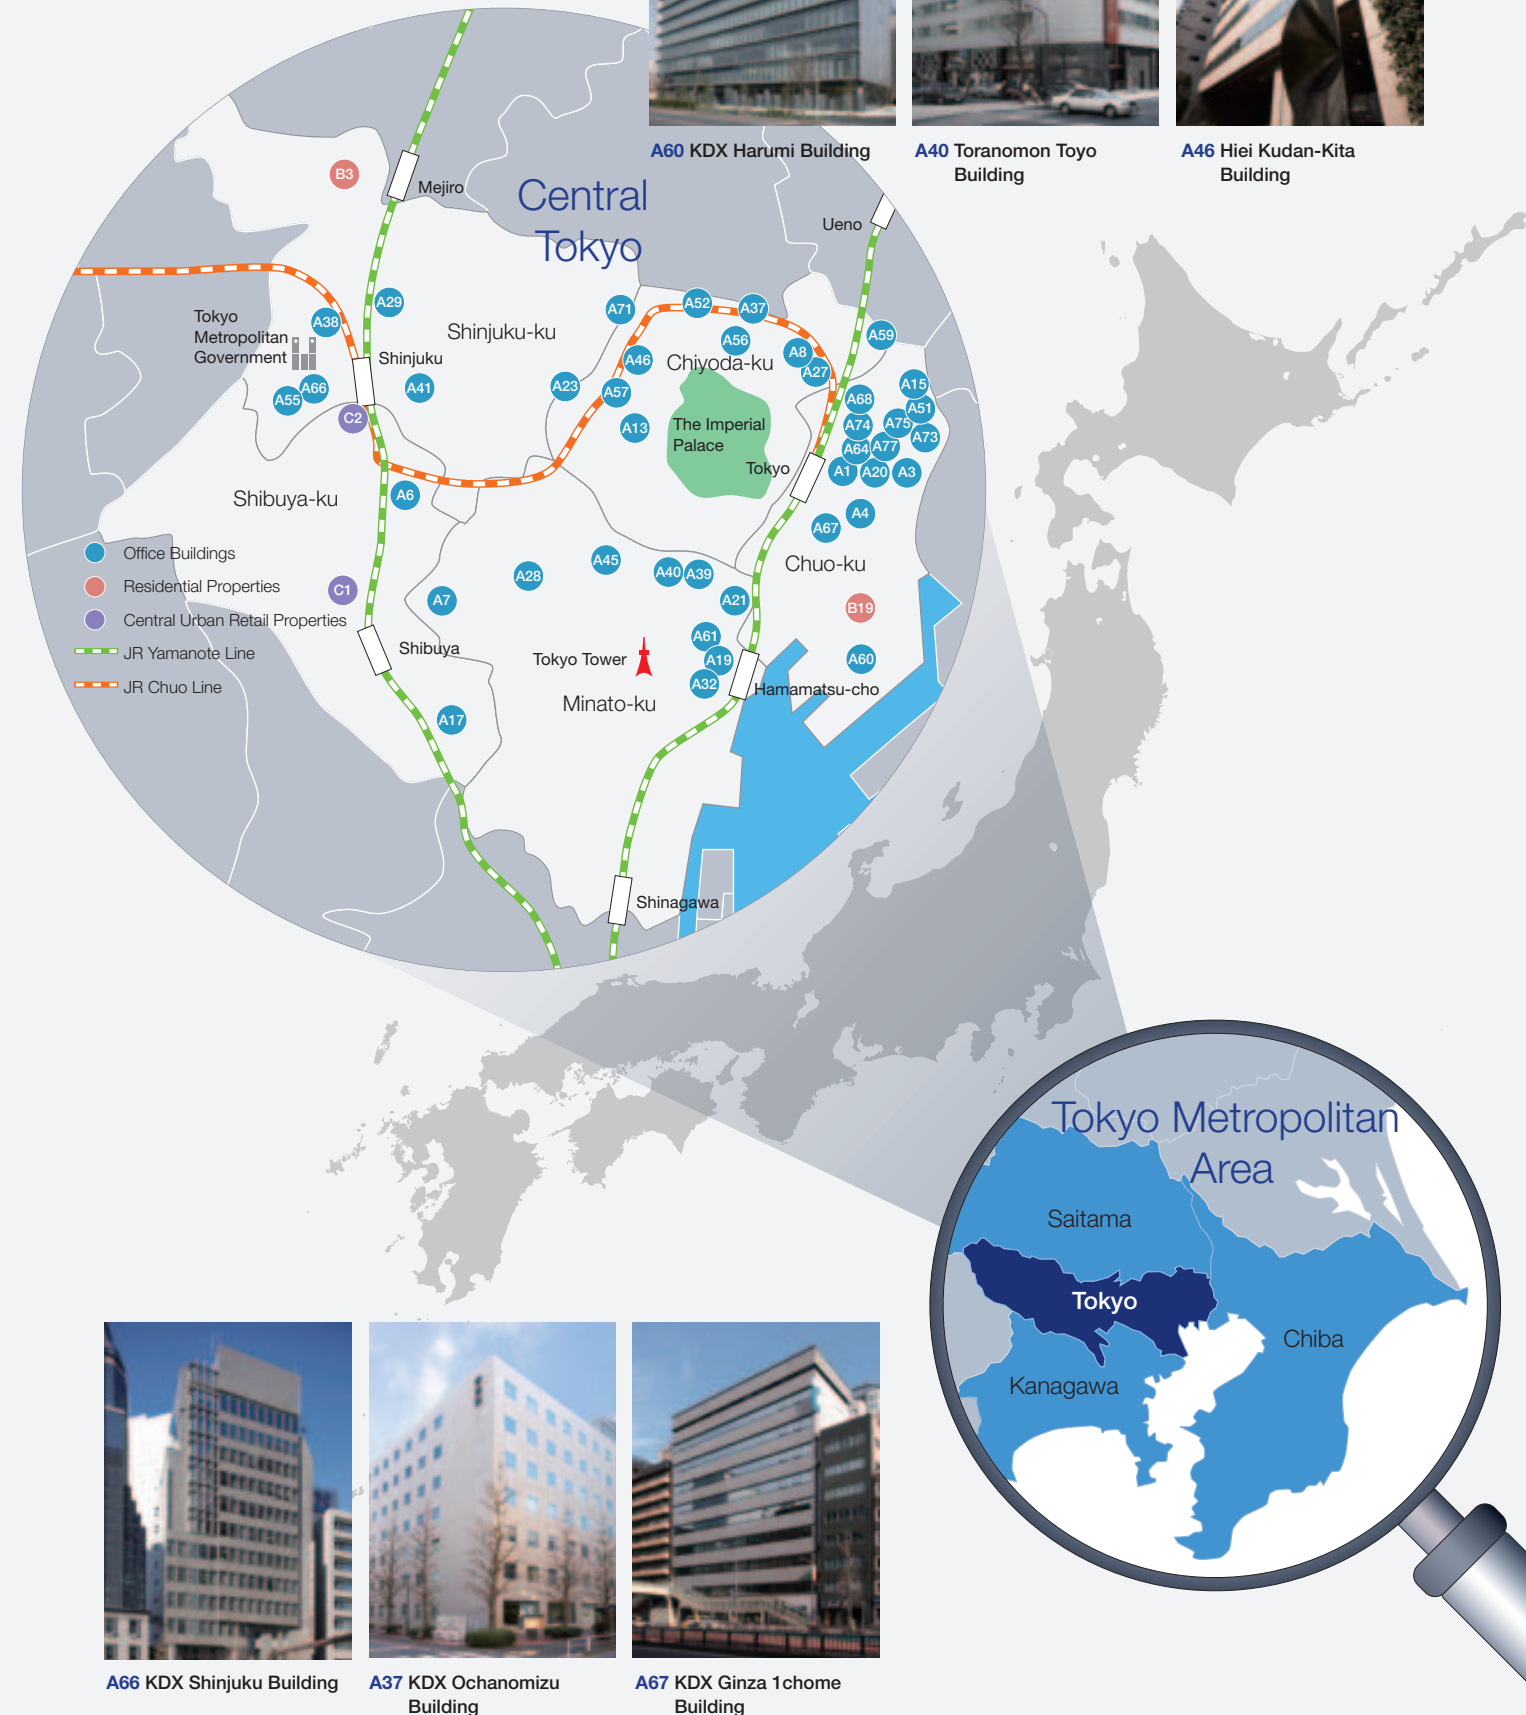 A60 KDX Harumi Building
A40 Toranomon Toyo
Building
A46 Hiei Kudan-Kita
Building
Central
Tokyo
B3
Mejiro
Ueno
A29
A71
A52
A37
Tokyo
Metropolitan
Government
A38
Shinjuku-ku
A56
A59
Shinjuku
A46
Chiyoda-ku
A8
A27
A55
A66
A41
A23
A57
A68
A15
A51
C2
A13
The Imperial
Palace
A74
A75
A73
A64
A77
Tokyo
A1
A20
A3
Shibuya-ku
A6
A4
A67
Office Buildings
A45
Chuo-ku
Residential Properties
C1
A28
A40
A39
A7
A21
B19
Central Urban Retail Properties
A61
JR Yamanote Line
Shibuya
Tokyo Tower
A19
A60
JR Chuo Line
A32
Hamamatsu-cho
Minato-ku
A17
Shinagawa
Tokyo Metropolitan
Area
Saitama
Tokyo
Chiba
Kanagawa
A66 KDX Shinjuku Building
A37 KDX Ochanomizu
Building
A67 KDX Ginza 1chome
Building